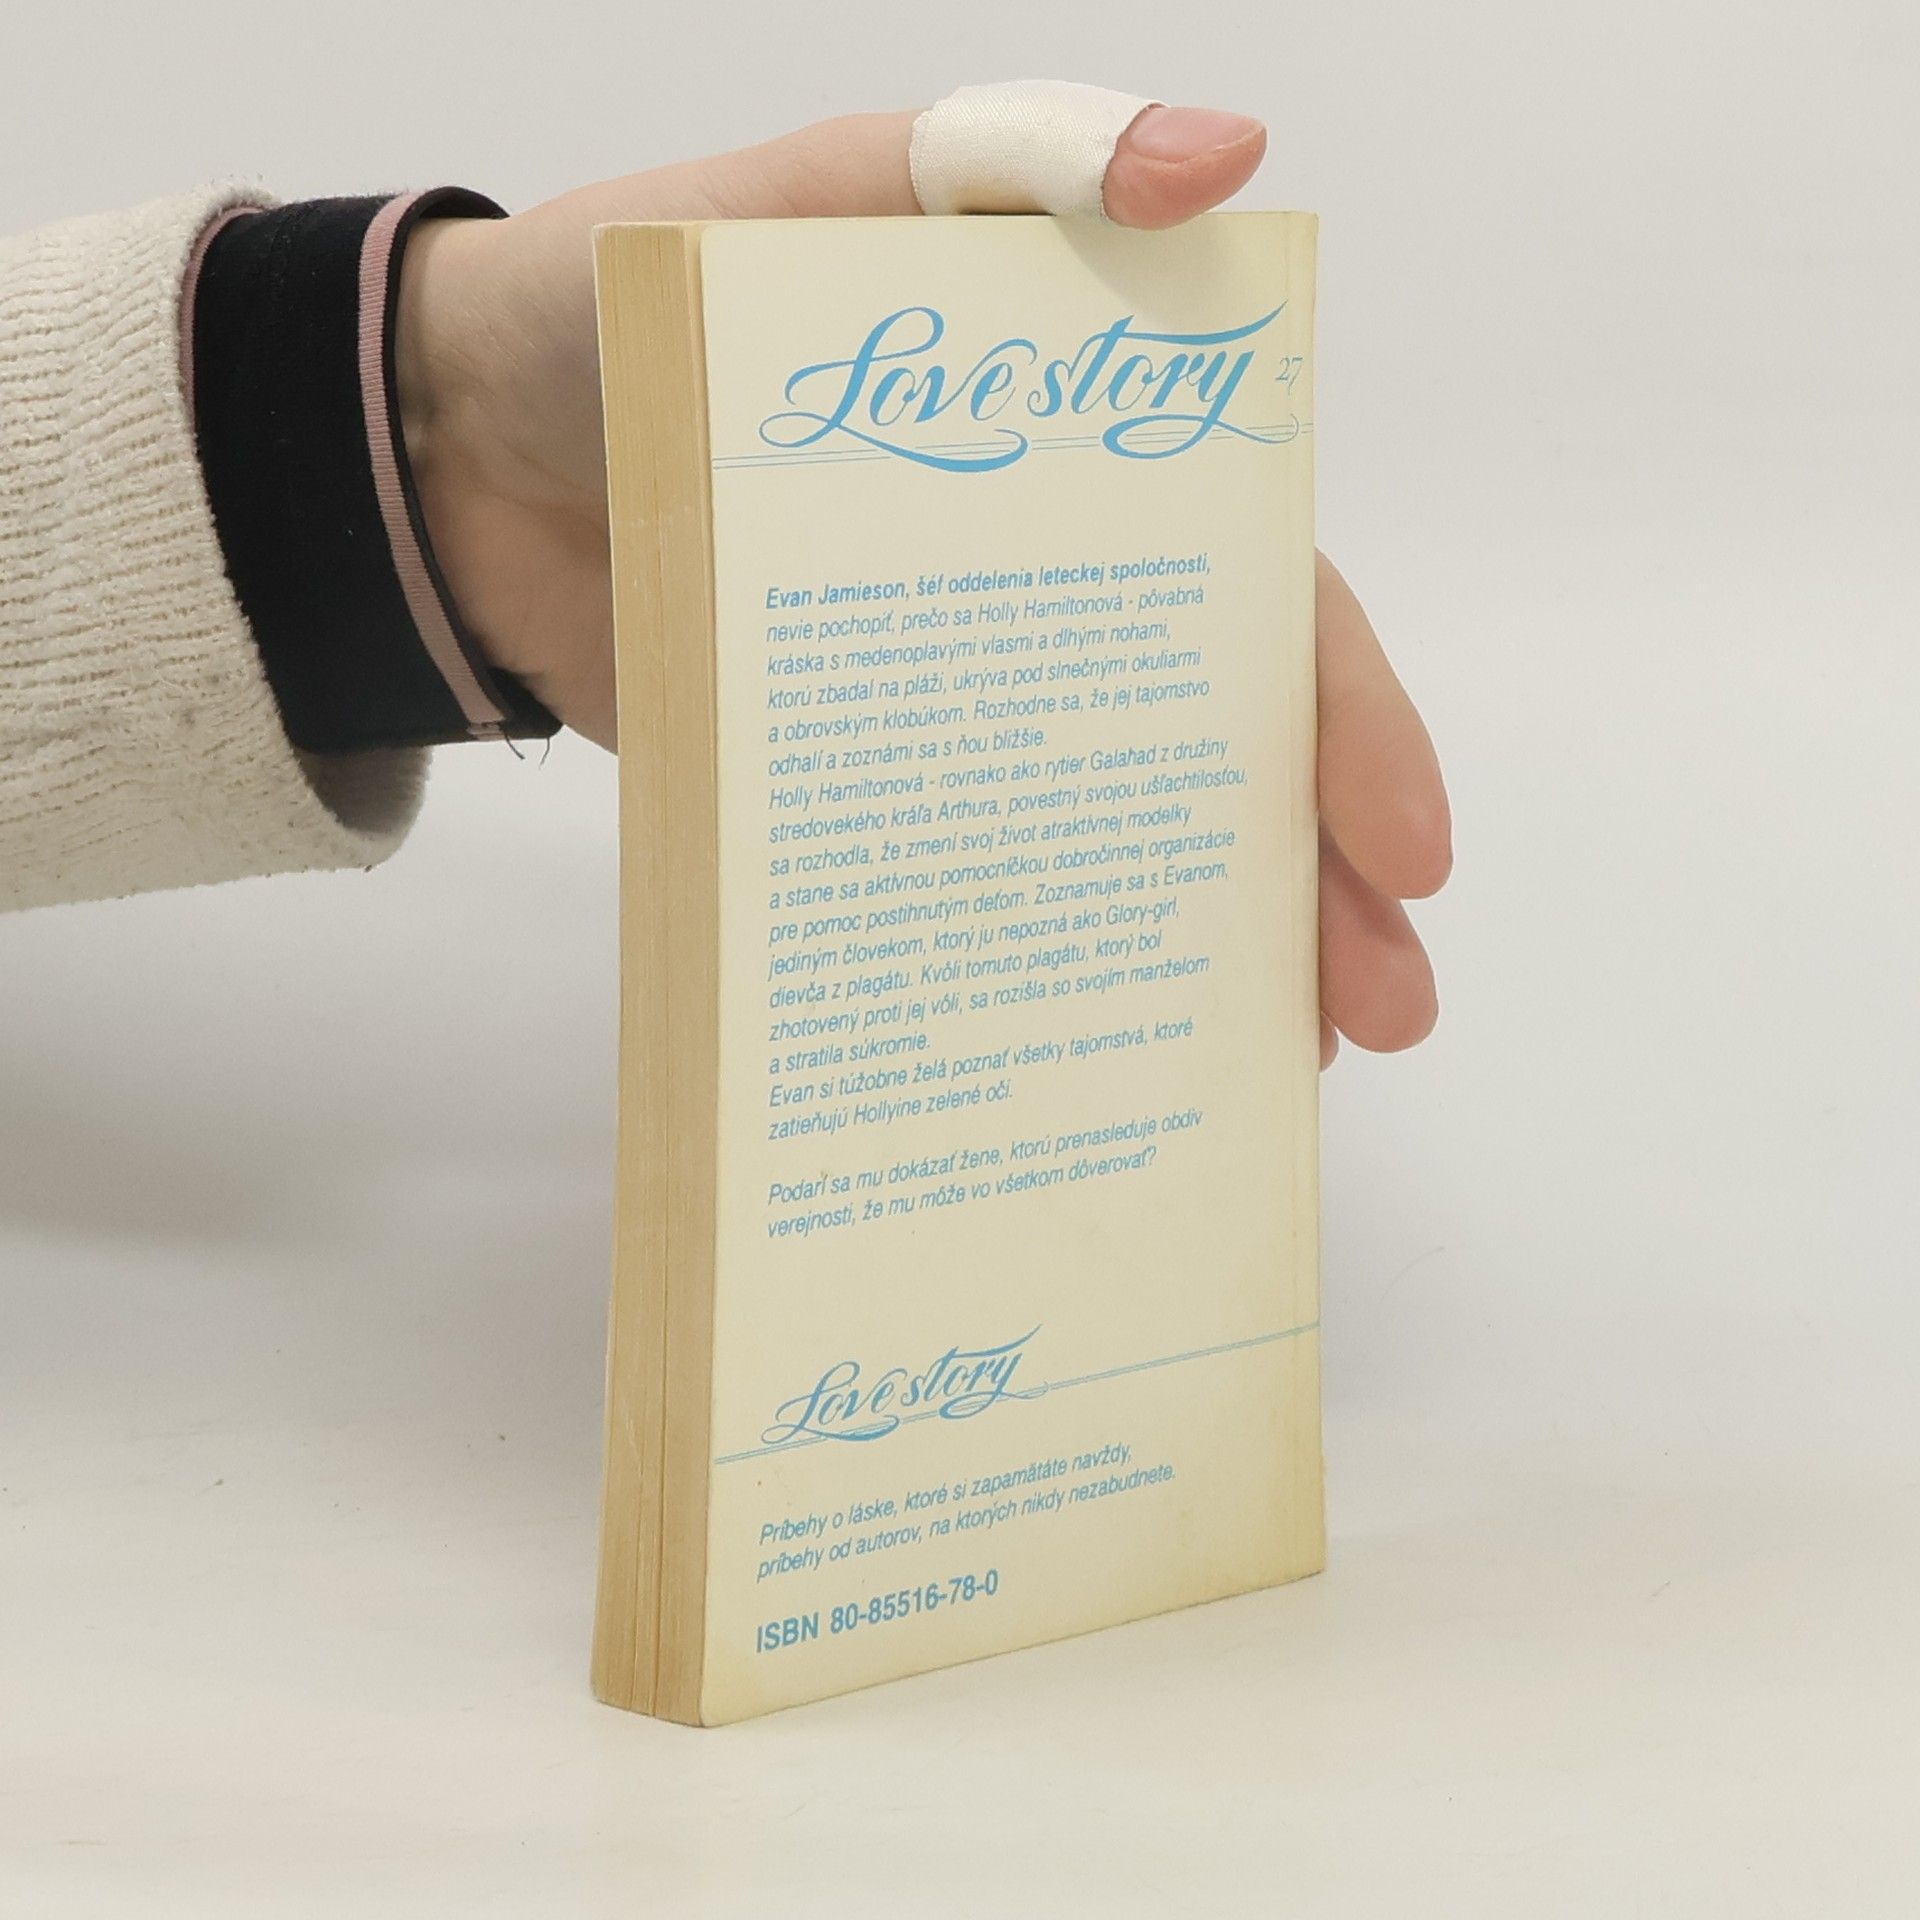 Love story 27
Evan Jamieson, šéf oddelenia leteckej spoločnosti,
nevie pochopiť, prečo sa Holly Hamiltonová - pôvabná
kráska s medenoplavými vlasmi a dlhými nohami,
ktorú zbadal na pláži, ukrýva pod slnečnými okuliarmi
a obrovským klobúkom. Rozhodne sa, že jej tajomstvo
odhalí a zoznámi sa s ňou bližšie.
Holly Hamiltonová - rovnako ako rytier Galahad z družiny
stredovekého kráľa Arthura, povestný svojou ušľachtilosťou,
sa rozhodla, že zmení svoj život atraktívnej modelky
a stane sa aktívnou pomocníčkou dobročinnej organizácie
pre pomoc postihnutým deťom. Zoznamuje sa s Evanom,
jediným človekom, ktorý ju nepozná ako Glory-girl,
dievča z plagátu. Kvôli tomuto plagátu, ktorý bol
zhotovený proti jej vôli, sa rozišla so svojím manželom
a stratila súkromie.
Evan si túžobne želá poznať všetky tajomstvá, ktoré
zatieňujú Hollyine zelené oči.
Podarí sa mu dokázať žene, ktorú prenasleduje obdiv
verejnosti, že mu môže vo všetkom dôverovať?
Love story
Príbehy o láske, ktoré si zapamätáte navždy,
príbehy od autorov, na ktorých nikdy nezabudnete.
ISBN 80-85516-78-0